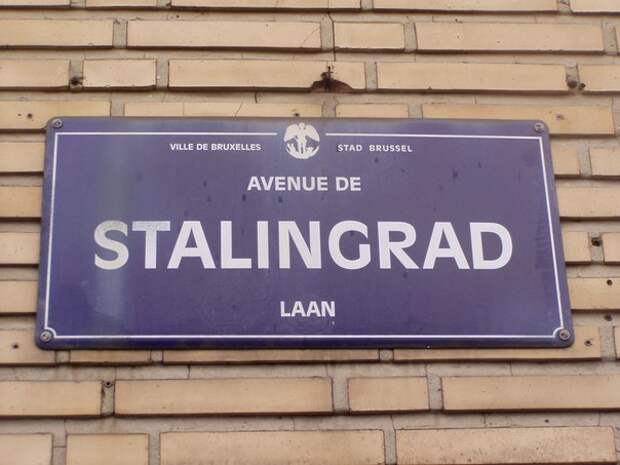 VILLE DE BRUXELLES STAD BRUSSEL
AVENUE DE
STALINGRAD
LAAN